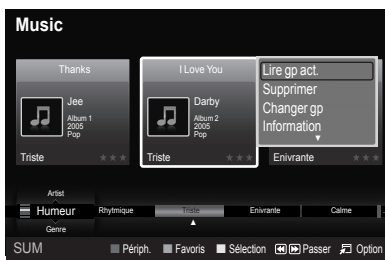 Music
Thanks
Jee
Album 1
2005
Pop
Triste
I Love You
Darby
Album 2
2005
Pop
Triste
Lire gp act.
Supprimer
Changer gp
Information
Enivrante
Artist
Humeur
Rhytmique
Triste
Enivrante
Calme
Genre
SUM
Périph.
Favoris
Sélection
Passer
Option